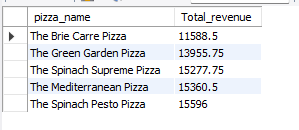 pizza_name Total_revenue
The Brie Carre Pizza 11588.5
The Green Garden Pizza 13955.75
The Spinach Supreme Pizza 15277.75
The Mediterranean Pizza 15360.5
The Spinach Pesto Pizza 15596